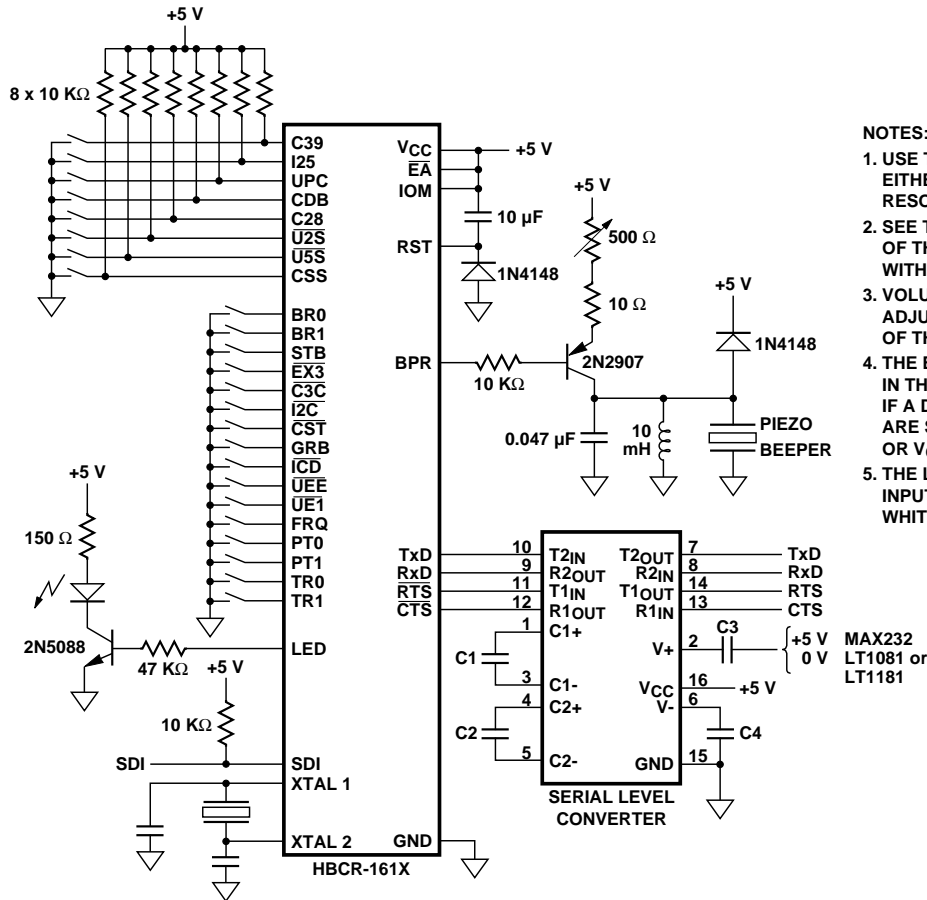 +5 V
8 x 10 KΩ
C39
I25
UPC
CDB
C28
U2S
U5S
CSS
BR0
BR1
STB
EX3
C3C
I2C
CST
GRB
ICD
UEE
UE1
FRQ
PT0
PT1
TR0
TR1
LED
SDI
XTAL 1
XTAL 2
VCC
EA
IOM
RST
BPR
TxD
RxD
RTS
CTS
GND
HBCR-161X
+5 V
150 Ω
2N5088
47 KΩ
+5 V
10 KΩ
SDI
+5 V
10 µF
1N4148
+5 V
500 Ω
10 Ω
2N2907
10 KΩ
+5 V
1N4148
0.047 µF
10
mH
PIEZO
BEEPER
10 T2IN T2OUT 7 TxD
9 R2OUT R2IN 8 RxD
11 T1IN T1OUT 14 RTS
12 R1OUT R1IN 13 CTS
1 C1+
C1
3 C1-
4 C2+
C2
5 C2-
V+ 2 C3
+5 V MAX232
0 V LT1081 or
LT1181
VCC 16 +5 V
V- 6
C4
GND 15
SERIAL LEVEL
CONVERTER
NOTES:
1. USE
EITHE
RESO
2. SEE
OF TH
WITH
3. VOLU
ADJU
OF TH
4. THE
IN TH
IF A
ARE S
OR
5. THE L
INPUT
WHIT